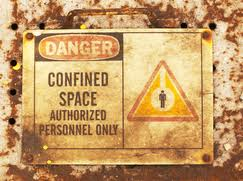 DANGER
CONFINED
SPACE
AUTHORIZED
PERSONNEL ONLY